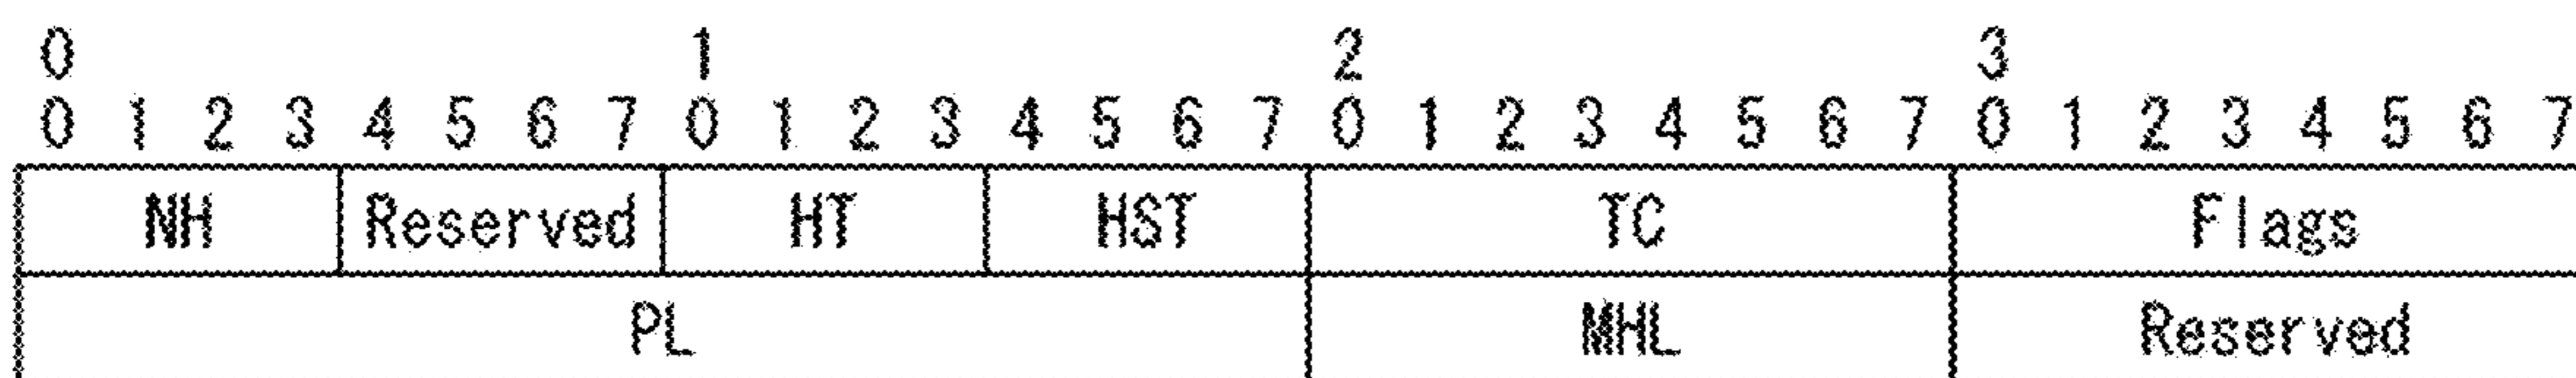 0 1 2 3
0 1 2 3 4 5 6 7 0 1 2 3 4 5 6 7 0 1 2 3 4 5 6 7 0 1 2 3 4 5 6 7
NH Reserved HT HST TC Flags
PL MHL Reserved